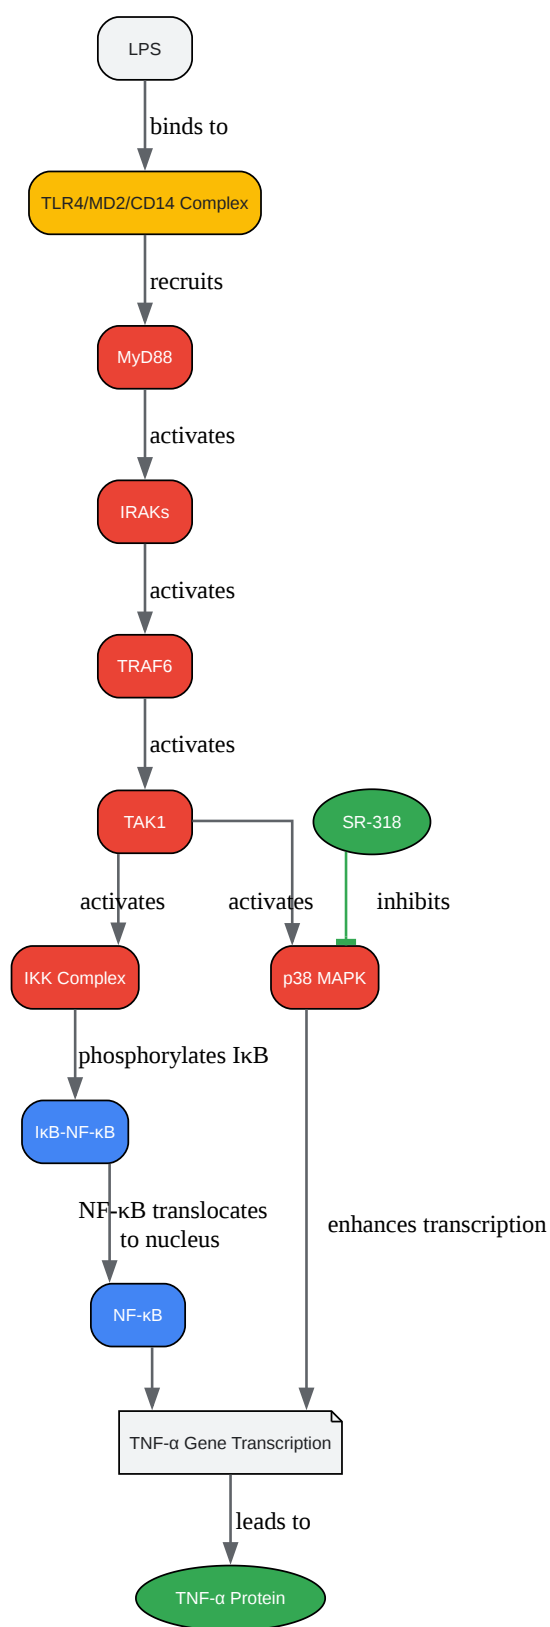 LPS
binds to
TLR4/MD2/CD14 Complex
recruits
MyD88
activates
IRAKs
activates
TRAF6
activates
TAK1
SR-318
activates
activates
inhibits
IKK Complex
p38 MAPK
phosphorylates IκB
IκB-NF-κB
NF-κB translocates
to nucleus
enhances transcription
NF-κB
TNF-α Gene Transcription
leads to
TNF-α Protein